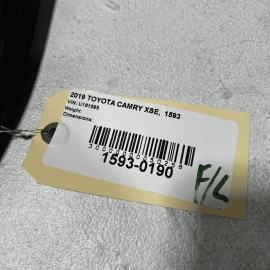 2019 TOYOTA CAMRY XSE, 1593
VIN: U191593
Weight:
Dimensions:
1593-0190
F/L